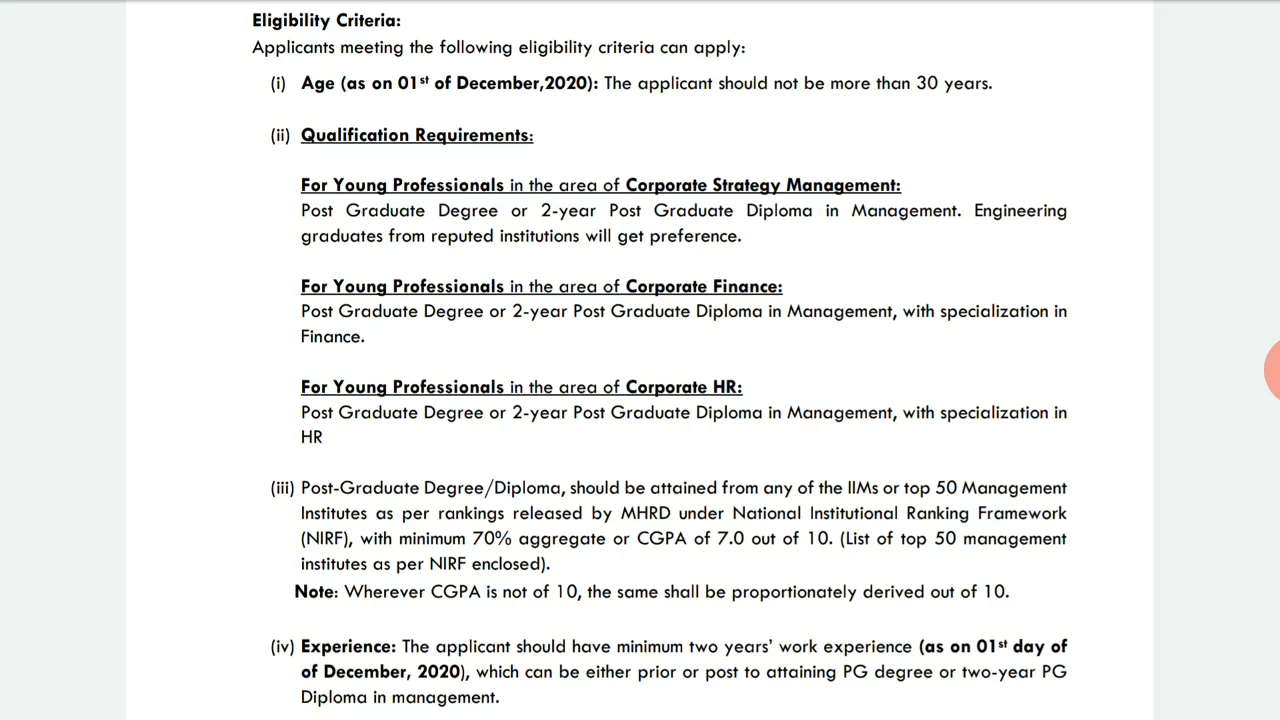 Eligibility Criteria:
Applicants meeting the following eligibility criteria can apply:
(i) Age (as on 01st of December,2020): The applicant should not be more than 30 years.
(ii) Qualification Requirements:
For Young Professionals in the area of Corporate Strategy Management:
Post Graduate Degree or 2-year Post Graduate Diploma in Management. Engineering
graduates from reputed institutions will get preference.
For Young Professionals in the area of Corporate Finance:
Post Graduate Degree or 2-year Post Graduate Diploma in Management, with specialization in
Finance.
For Young Professionals in the area of Corporate HR:
Post Graduate Degree or 2-year Post Graduate Diploma in Management, with specialization in
HR
(iii) Post-Graduate Degree/Diploma, should be attained from any of the IIMs or top 50 Management
Institutes as per rankings released by MHRD under National Institutional Ranking Framework
(NIRF), with minimum 70% aggregate or CGPA of 7.0 out of 10. (List of top 50 management
institutes as per NIRF enclosed).
Note: Wherever CGPA is not of 10, the same shall be proportionately derived out of 10.
(iv) Experience: The applicant should have minimum two years' work experience (as on 01st day of
of December, 2020), which can be either prior or post to attaining PG degree or two-year PG
Diploma in management.